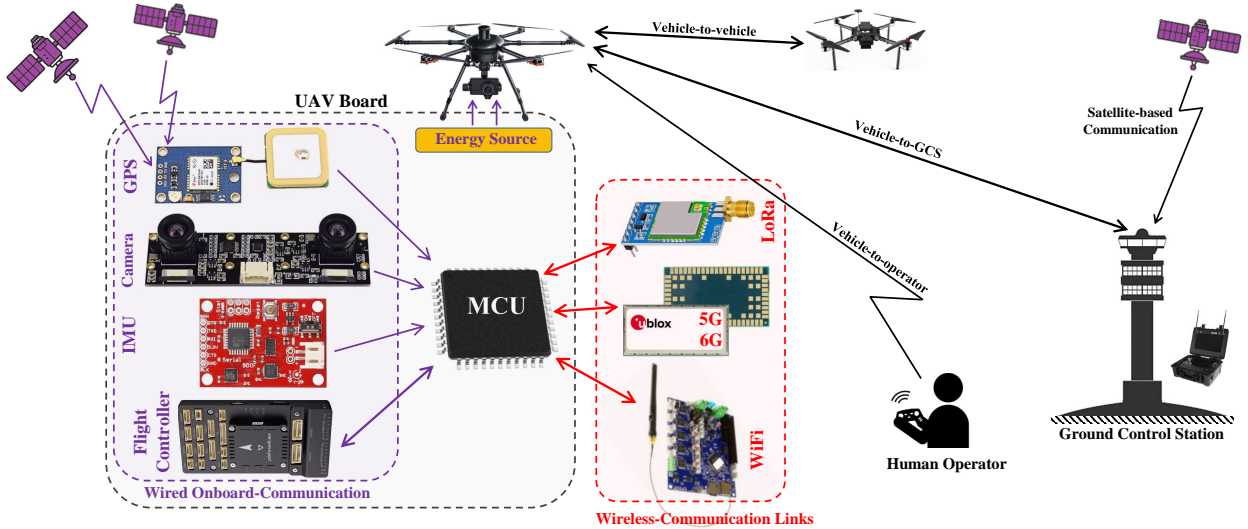 Vehicle-to-vehicle
UAV Board
Energy Source
Satellite-based
Communication
Vehicle-to-GCS
GPS
LoRa
Vehicle-to-operator
Camera
MCU
ublox
5G
6G
IMU
Reset
Serial
Flight
Controller
WiFi
Ground Control Station
Human Operator
Wired Onboard-Communication
Wireless-Communication Links